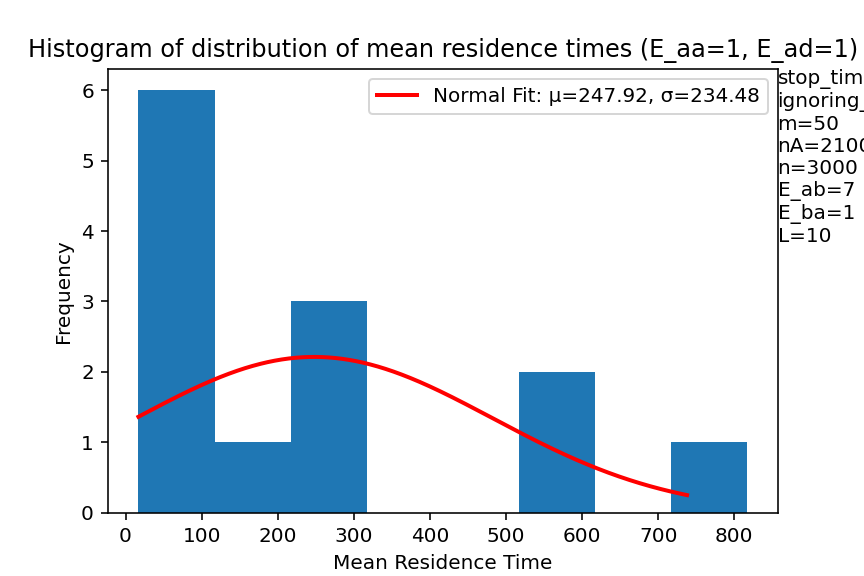 Histogram of distribution of mean residence times (E_aa=1, E_ad=1)
Normal Fit: μ=247.92, σ=234.48
stop_tim
ignoring_
m=50
nA=2100
n=3000
E_ab=7
E_ba=1
L=10
Frequency
6
5
4
3
2
1
0
0 100 200 300 400 500 600 700 800
Mean Residence Time